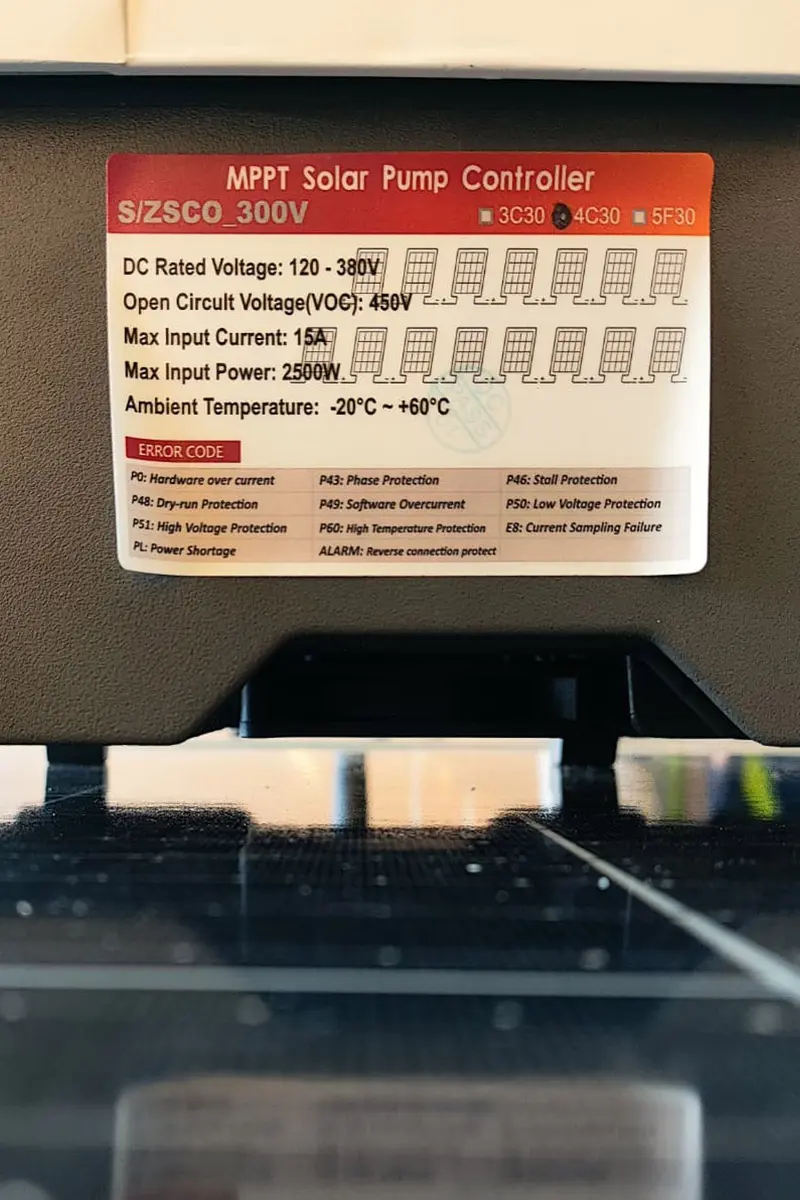 MPPT Solar Pump Controller
S/ZSCO_300V 3C30 4C30 5F30
DC Rated Voltage: 120 - 380V
Open Circult Voltage(VOC): 450V
Max Input Current: 15A
Max Input Power: 2500W
Ambient Temperature: -20°C ~ +60°C
ERROR CODE
P0: Hardware over current P43: Phase Protection P46: Stall Protection
P48: Dry-run Protection P49: Software Overcurrent P50: Low Voltage Protection
P51: High Voltage Protection P60: High Temperature Protection E8: Current Sampling Failure
PL: Power Shortage ALARM: Reverse connection protect